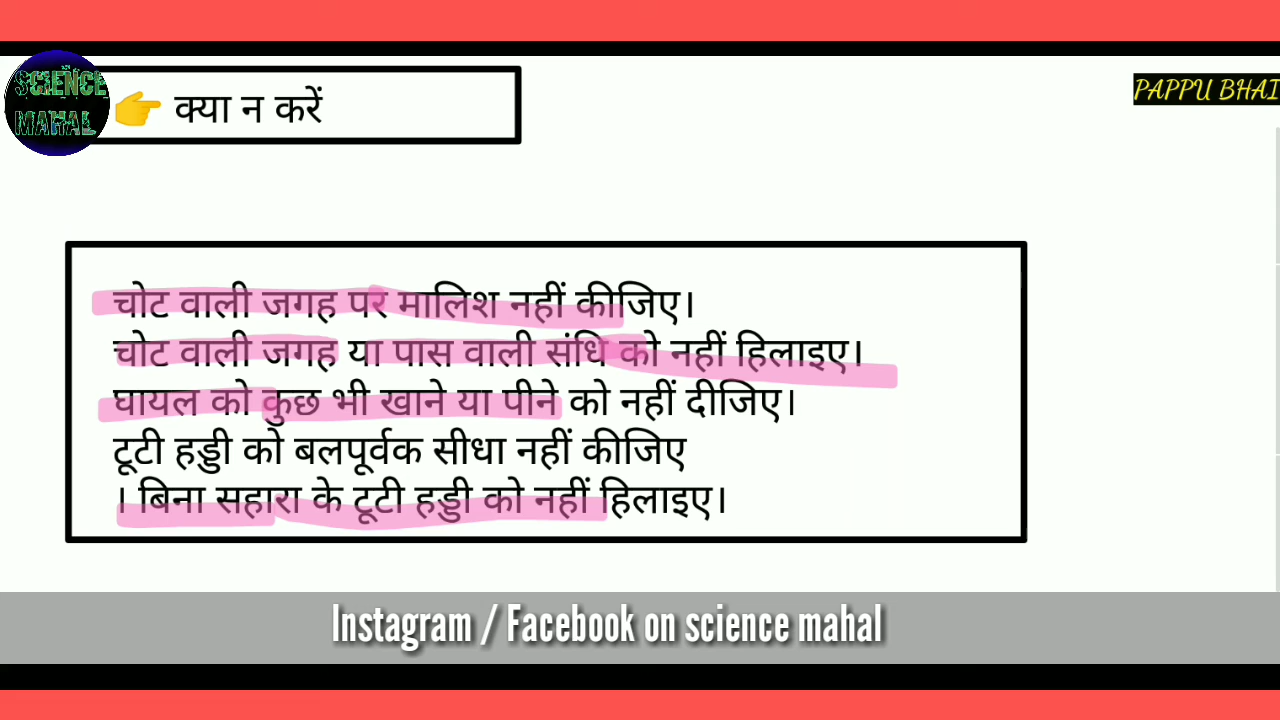 SCIENCE
MAHAL
👉 क्या न करें
PAPPU BHAI
चोट वाली जगह पर मालिश नहीं कीजिए।
चोट वाली जगह या पास वाली संधि को नहीं हिलाइए।
घायल को कुछ भी खाने या पीने को नहीं दीजिए।
टूटी हड्डी को बलपूर्वक सीधा नहीं कीजिए
। बिना सहारा के टूटी हड्डी को नहीं हिलाइए।
Instagram / Facebook on science mahal